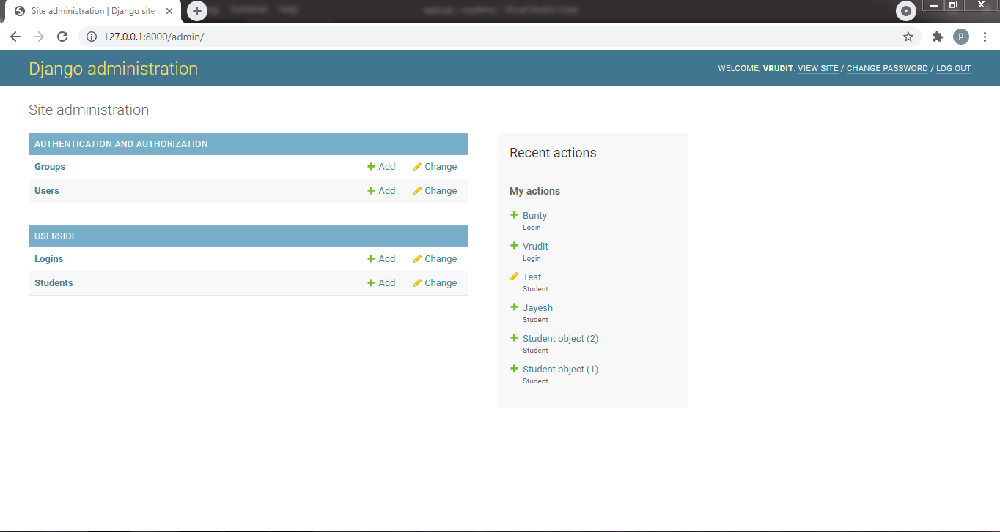 Site administration | Django site
127.0.0.1:8000/admin/
P
Django administration
WELCOME, VRUDIT. VIEW SITE / CHANGE PASSWORD / LOG OUT
Site administration
AUTHENTICATION AND AUTHORIZATION
Groups Add Change
Users Add Change
USERSIDE
Logins Add Change
Students Add Change
Recent actions
My actions
Bunty
Login
Vrudit
Login
Test
Student
Jayesh
Student
Student object (2)
Student
Student object (1)
Student